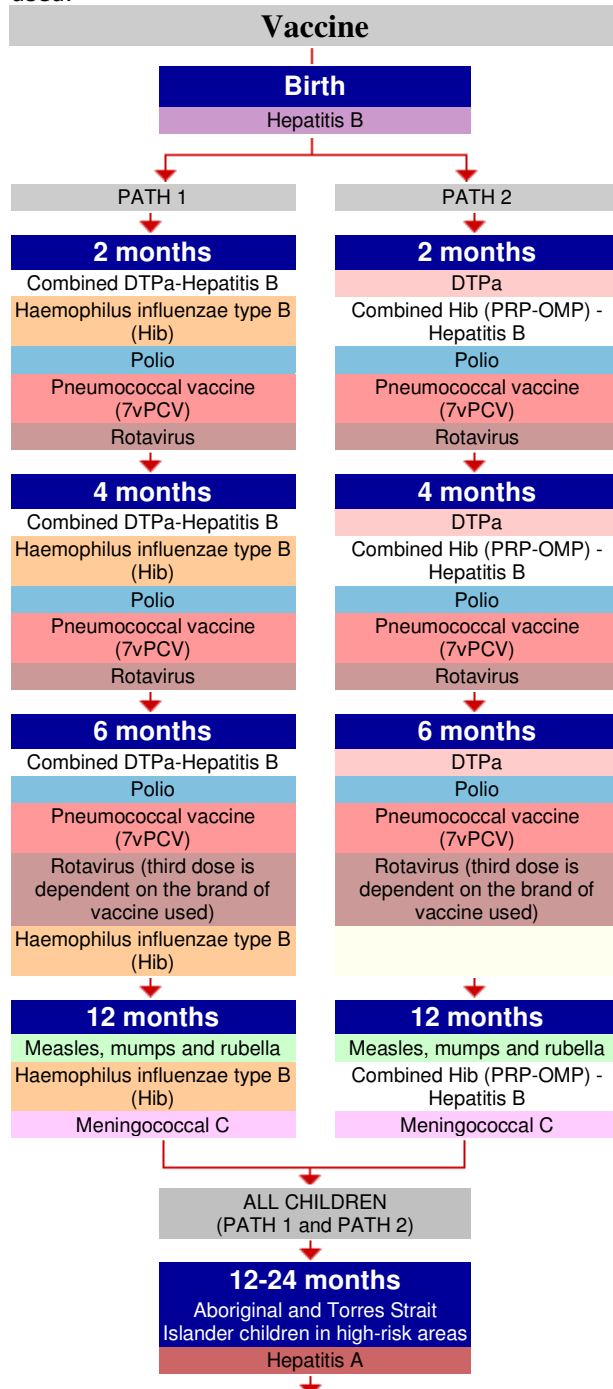 used.
Vaccine
Birth
Hepatitis B
PATH 1
2 months
Combined DTPa-Hepatitis B
Haemophilus influenzae type B
(Hib)
Polio
Pneumococcal vaccine
(7vPCV)
Rotavirus
4 months
Combined DTPa-Hepatitis B
Haemophilus influenzae type B
(Hib)
Polio
Pneumococcal vaccine
(7vPCV)
Rotavirus
6 months
Combined DTPa-Hepatitis B
Polio
Pneumococcal vaccine
(7vPCV)
Rotavirus (third dose is
dependent on the brand of
vaccine used)
Haemophilus influenzae type B
(Hib)
12 months
Measles, mumps and rubella
Haemophilus influenzae type B
(Hib)
Meningococcal C
PATH 2
2 months
DTPa
Combined Hib (PRP-OMP) -
Hepatitis B
Polio
Pneumococcal vaccine
(7vPCV)
Rotavirus
4 months
DTPa
Combined Hib (PRP-OMP) -
Hepatitis B
Polio
Pneumococcal vaccine
(7vPCV)
Rotavirus
6 months
DTPa
Polio
Pneumococcal vaccine
(7vPCV)
Rotavirus (third dose is
dependent on the brand of
vaccine used)
12 months
Measles, mumps and rubella
Combined Hib (PRP-OMP) -
Hepatitis B
Meningococcal C
ALL CHILDREN
(PATH 1 and PATH 2)
12-24 months
Aboriginal and Torres Strait
Islander children in high-risk areas
Hepatitis A